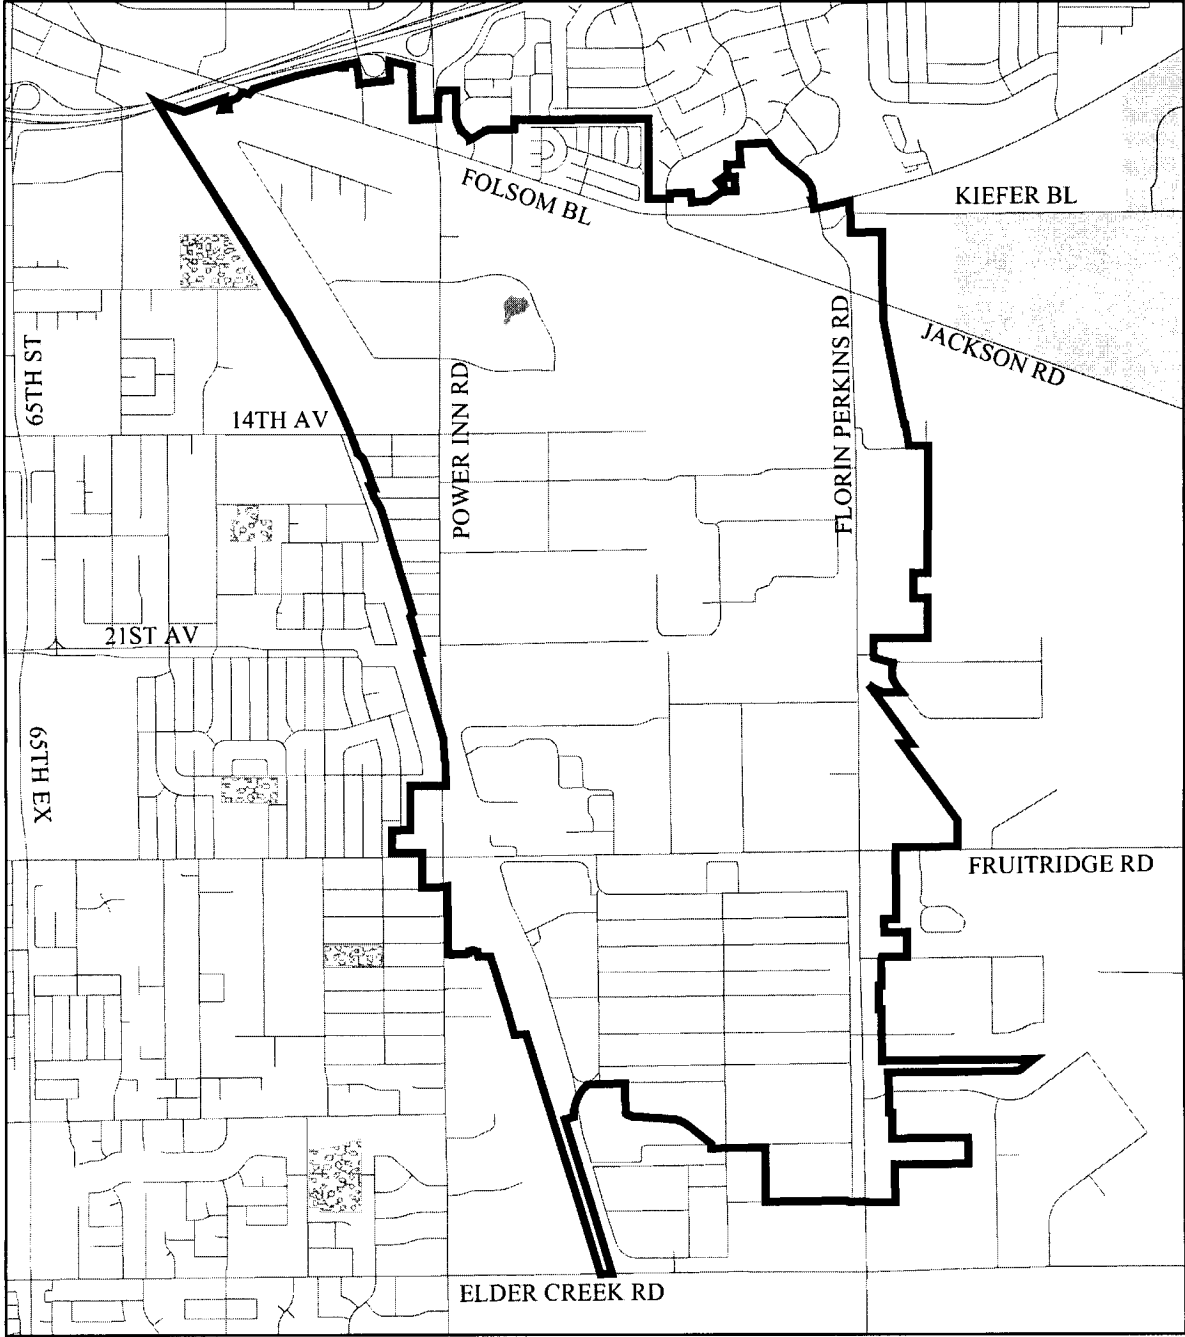 FOLSOM BL
KIEFER BL
JACKSON RD
65TH ST
14TH AV
POWER INN RD
FLORIN PERKINS RD
21ST AV
65TH EX
FRUITRIDGE RD
ELDER CREEK RD